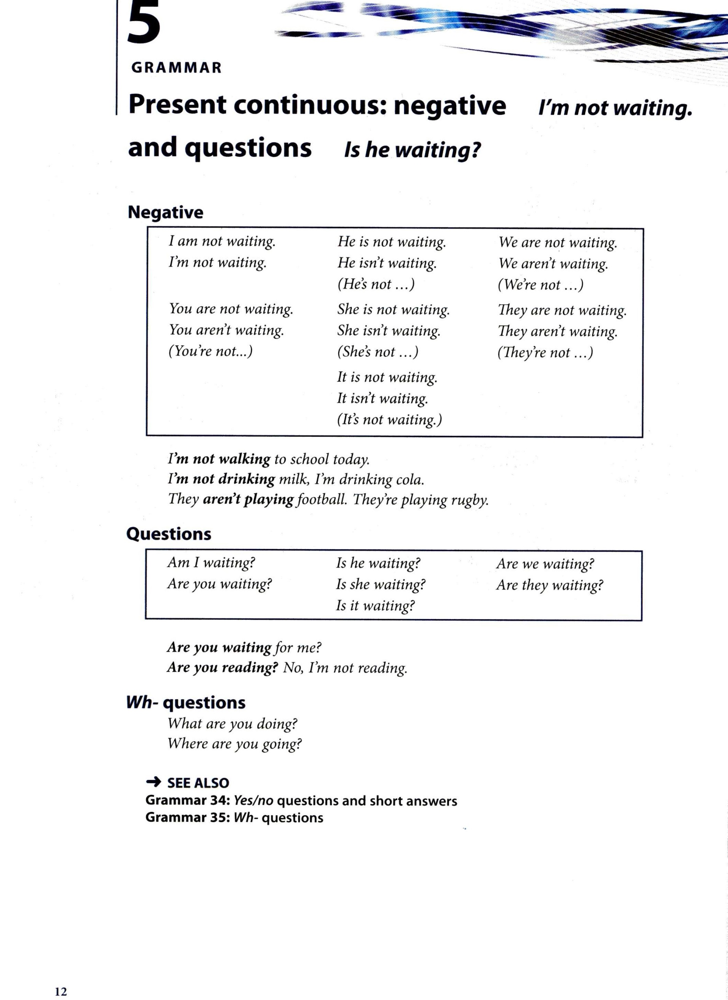 5
GRAMMAR
Present continuous: negative I'm not waiting.
and questions Is he waiting?
Negative
I am not waiting. He is not waiting. We are not waiting.
I'm not waiting. He isn't waiting. We aren't waiting.
(He's not ...) (We're not ...)
You are not waiting. She is not waiting. They are not waiting.
You aren't waiting. She isn't waiting. They aren't waiting.
(You're not...) (She's not ...) (They're not ...)
It is not waiting.
It isn't waiting.
(It's not waiting.)
I'm not walking to school today.
I'm not drinking milk, I'm drinking cola.
They aren't playing football. They're playing rugby.
Questions
Am I waiting? Is he waiting? Are we waiting?
Are you waiting? Is she waiting? Are they waiting?
Is it waiting?
Are you waiting for me?
Are you reading? No, I'm not reading.
Wh- questions
What are you doing?
Where are you going?
→ SEE ALSO
Grammar 34: Yes/no questions and short answers
Grammar 35: Wh- questions
12